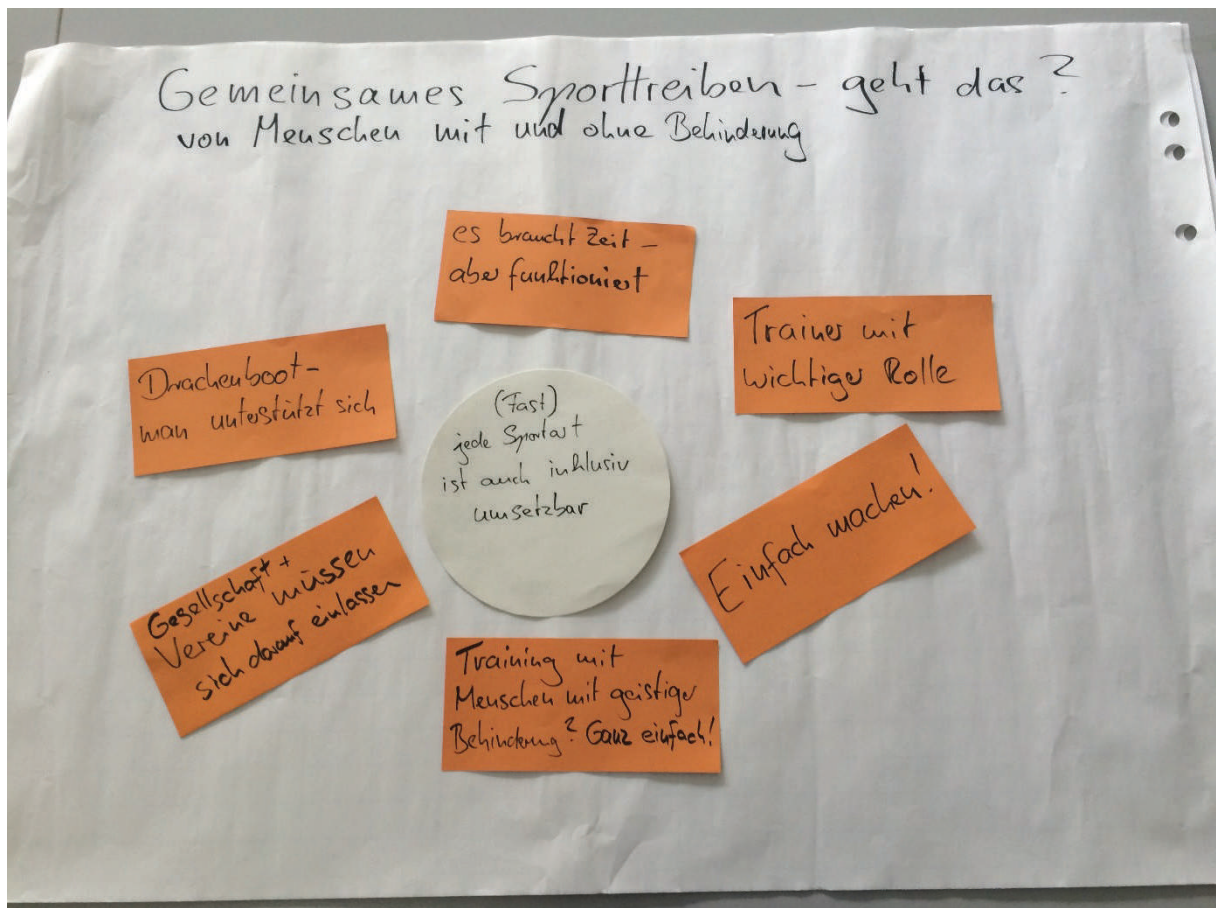 Gemeinsames Sporttreiben - geht das?
von Menschen mit und ohne Behinderung
es braucht Zeit -
aber funktioniert
Trainer mit
wichtiger Rolle
Drachenboot-
man unterstützt sich
(Fast)
jede Sportart
ist auch inklusiv
umsetzbar
Einfach machen!
Gesellschaft +
Vereine müssen
sich darauf einlassen
Training mit
Menschen mit geistiger
Behinderung? Ganz einfach!